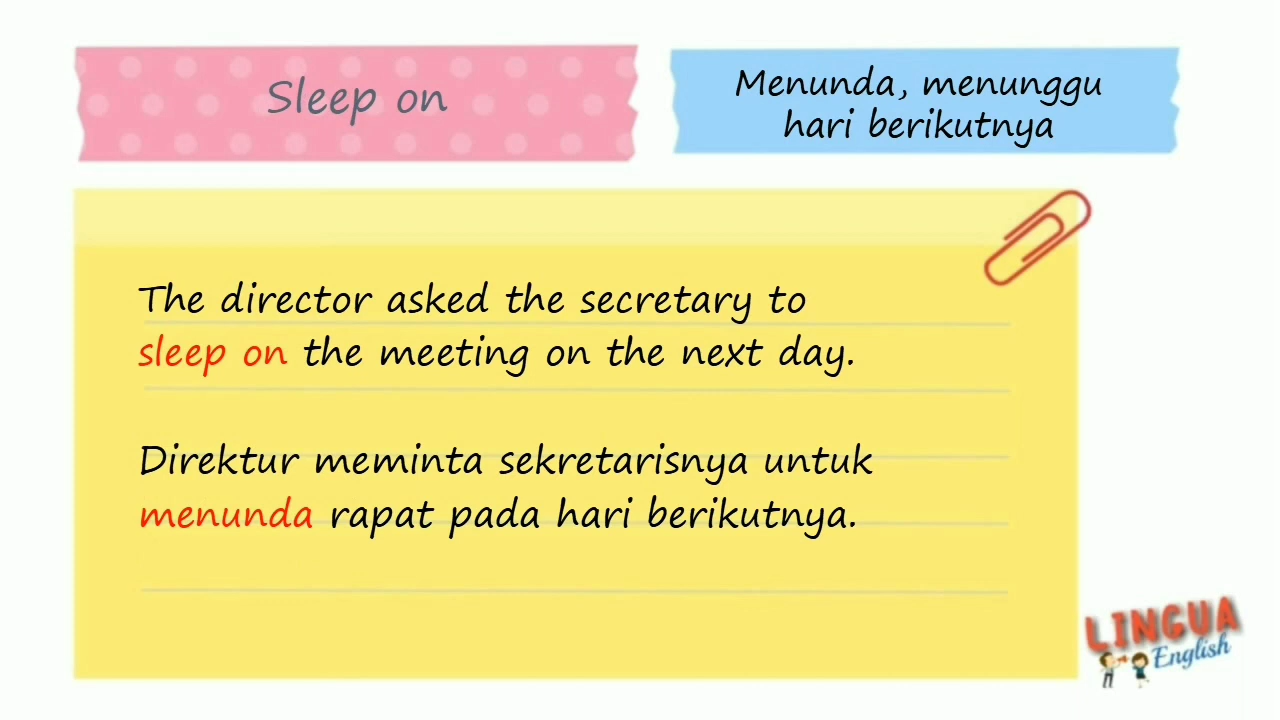 Sleep on
Menunda, menunggu
hari berikutnya
The director asked the secretary to
sleep on the meeting on the next day.
Direktur meminta sekretarisnya untuk
menunda rapat pada hari berikutnya.
LINGUA
English